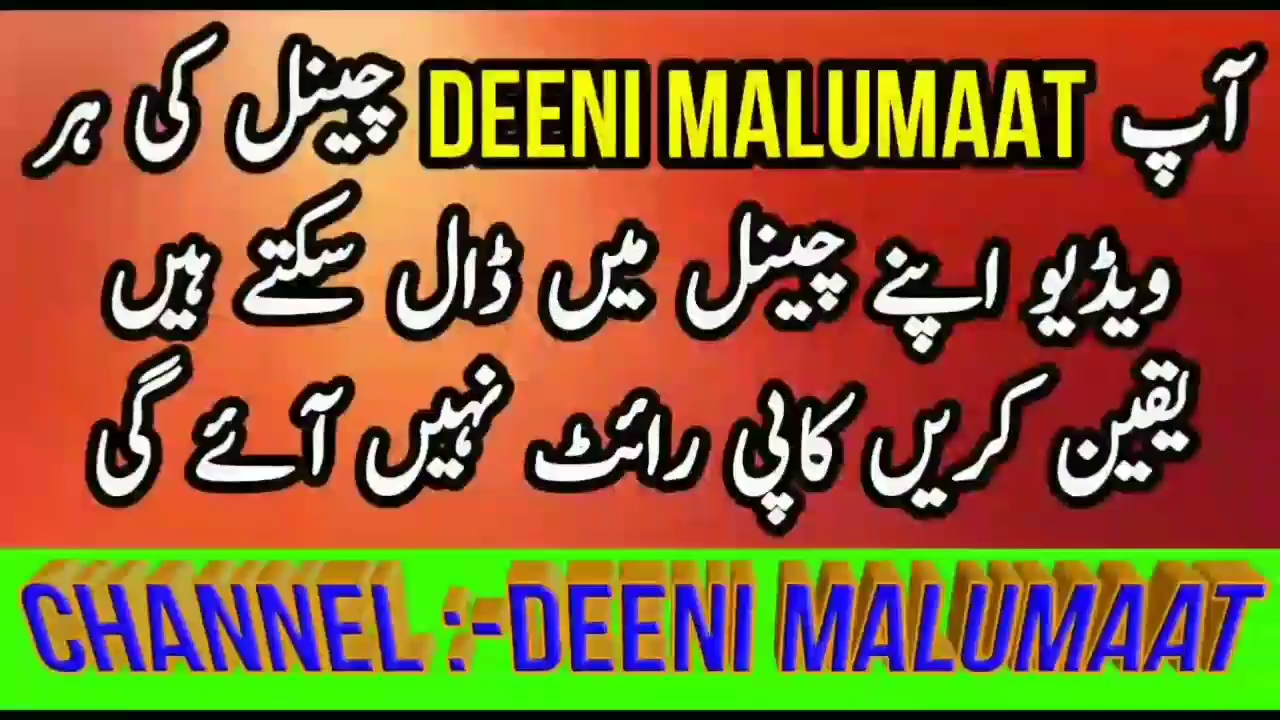 آپ DEENI MALUMAAT چینل کی ہر
ویڈیو اپنے چینل میں ڈال سکتے ہیں
یقین کریں کاپی رائٹ نہیں آئے گی
CHANNEL :-DEENI MALUMAAT